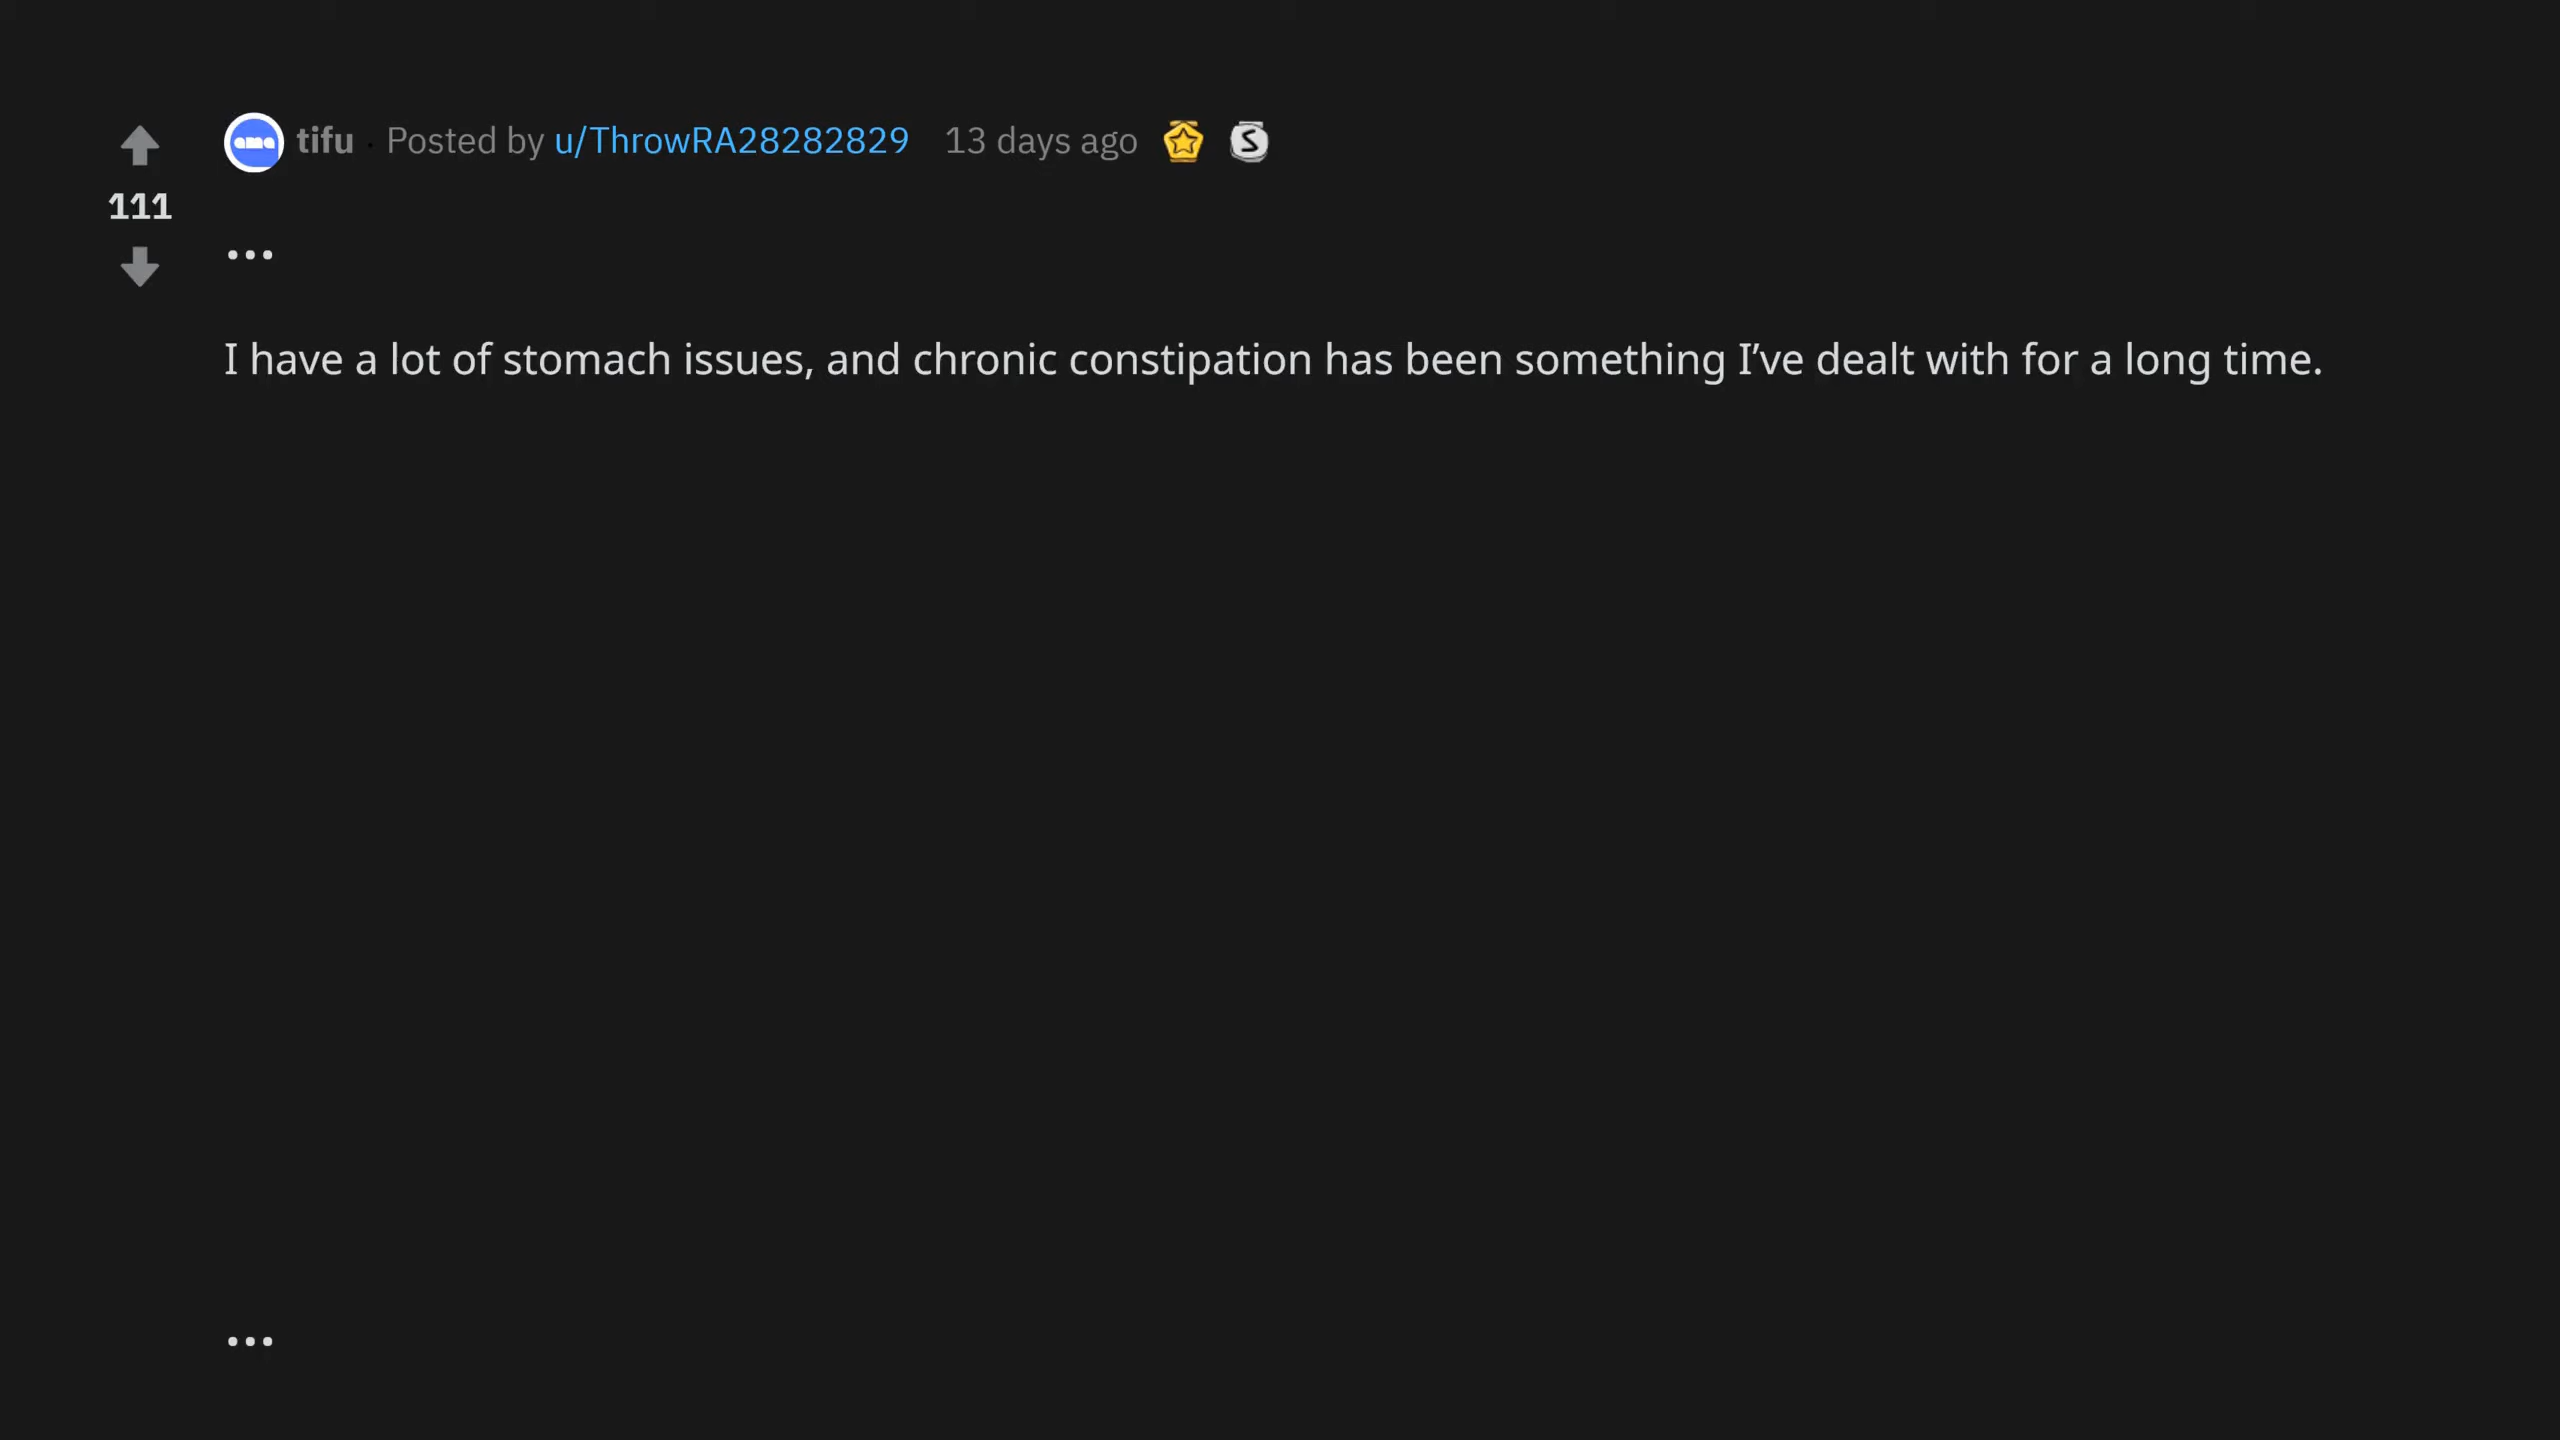 ama tifu · Posted by u/ThrowRA28282829 13 days ago S
111
...
I have a lot of stomach issues, and chronic constipation has been something I’ve dealt with for a long time.
...